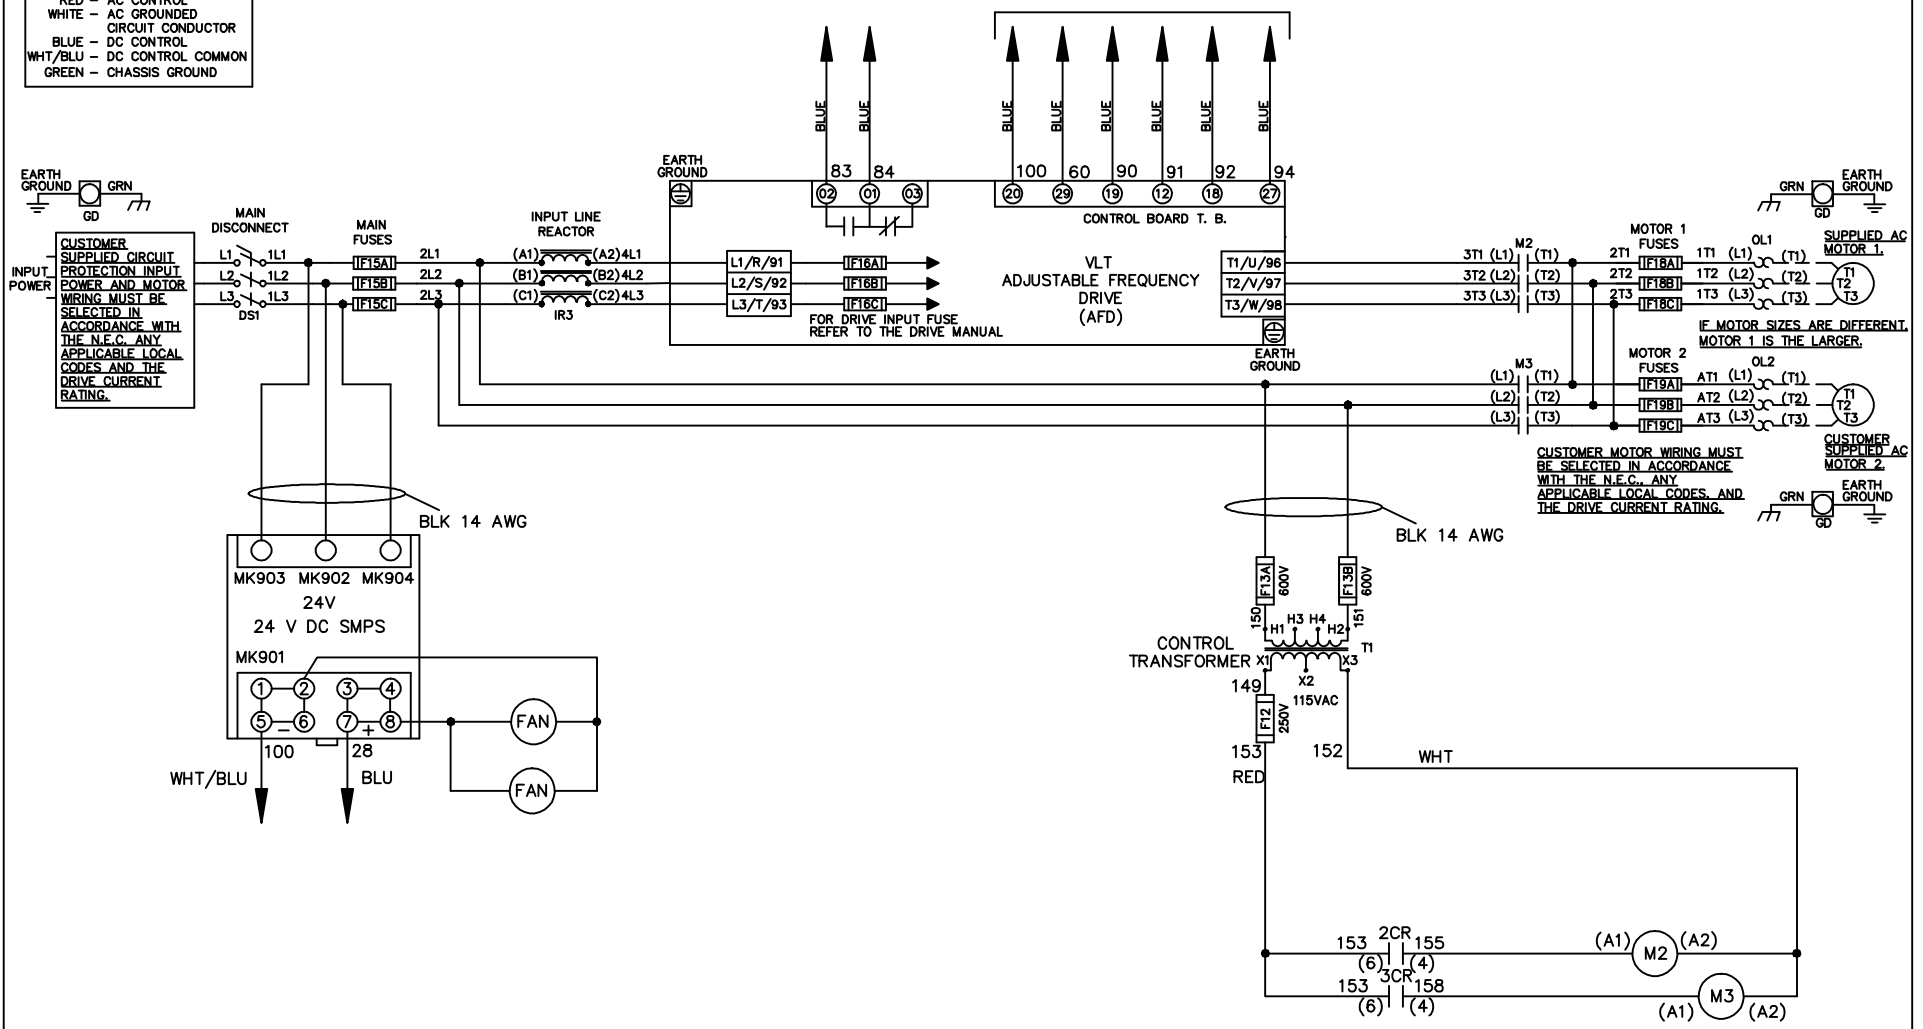 RED – AC CONTROL
WHITE – AC GROUNDED
CIRCUIT CONDUCTOR
BLUE – DC CONTROL
WHT/BLU – DC CONTROL COMMON
GREEN – CHASSIS GROUND
BLUE
BLUE
BLUE
BLUE
BLUE
BLUE
BLUE
BLUE
EARTH
GROUND
GRN
GD
EARTH
GROUND
83
84
100
60
90
91
92
94
02
01
03
20
29
19
12
18
27
CONTROL BOARD T. B.
GRN
EARTH
GROUND
GD
INPUT
POWER
CUSTOMER
SUPPLIED CIRCUIT
PROTECTION INPUT
POWER AND MOTOR
WIRING MUST BE
SELECTED IN
ACCORDANCE WITH
THE N.E.C. ANY
APPLICABLE LOCAL
CODES AND THE
DRIVE CURRENT
RATING.
MAIN
DISCONNECT
L1 1L1
L2 1L2
L3 1L3
DS1
MAIN
FUSES
F15A
F15B
F15C
2L1
2L2
2L3
INPUT LINE
REACTOR
(A1) (A2) 4L1
(B1) (B2) 4L2
(C1) (C2) 4L3
IR3
L1/R/91
L2/S/92
L3/T/93
F16A
F16B
F16C
FOR DRIVE INPUT FUSE
REFER TO THE DRIVE MANUAL
VLT
ADJUSTABLE FREQUENCY
DRIVE
(AFD)
T1/U/96
T2/V/97
T3/W/98
EARTH
GROUND
M2
3T1 (L1) (T1)
3T2 (L2) (T2)
3T3 (L3) (T3)
MOTOR 1
FUSES
2T1 F18A 1T1 (L1)
2T2 F18B 1T2 (L2)
2T3 F18C 1T3 (L3)
OL1
(T1)
(T2)
(T3)
T1
T2
T3
SUPPLIED AC
MOTOR 1.
IF MOTOR SIZES ARE DIFFERENT,
MOTOR 1 IS THE LARGER.
M3
(L1) (T1)
(L2) (T2)
(L3) (T3)
MOTOR 2
FUSES
F19A AT1 (L1)
F19B AT2 (L2)
F19C AT3 (L3)
OL2
(T1)
(T2)
(T3)
T1
T2
T3
CUSTOMER
SUPPLIED AC
MOTOR 2.
CUSTOMER MOTOR WIRING MUST
BE SELECTED IN ACCORDANCE
WITH THE N.E.C., ANY
APPLICABLE LOCAL CODES, AND
THE DRIVE CURRENT RATING.
GRN
EARTH
GROUND
GD
BLK 14 AWG
BLK 14 AWG
MK903 MK902 MK904
24V
24 V DC SMPS
MK901
1 2 3 4
5 – 6 7 + 8
100
28
WHT/BLU
BLU
FAN
FAN
F13A
600V
F13B
600V
150
151
H1 H3 H4 H2
T1
CONTROL
TRANSFORMER
X1
X3
X2
115VAC
149
F12
250V
153
RED
152
WHT
2CR
153 155
(6) (4)
(A1) M2 (A2)
3CR
153 158
(6) (4)
(A1) M3 (A2)